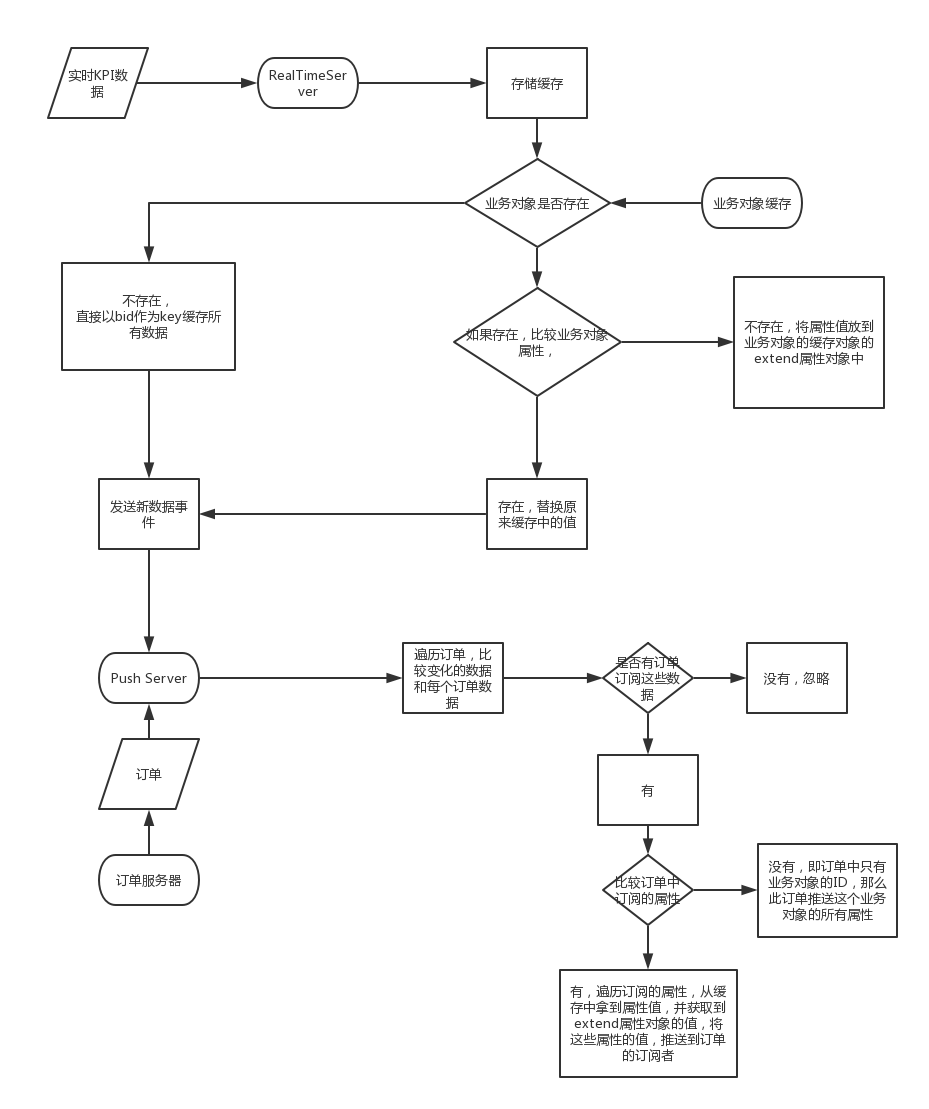 实时KPI数
据
RealTimeSer
ver
存储缓存
业务对象是否存在
业务对象缓存
不存在，
直接以bid作为key缓存所
有数据
如果存在，比较业务对象
属性，
不存在，将属性值放到
业务对象的缓存对象的
extend属性对象中
发送新数据事
件
存在，替换原
来缓存中的值
Push Server
遍历订单，比
较变化的数据
和每个订单数
据
是否有订单
订阅这些数
据
没有，忽略
订单
有
订单服务器
比较订单中
订阅的属性
没有，即订单中只有
业务对象的ID，那么
此订单推送这个业务
对象的所有属性
有，遍历订阅的属性，从缓
存中拿到属性值，并获取到
extend属性对象的值，将
这些属性的值，推送到订单
的订阅者